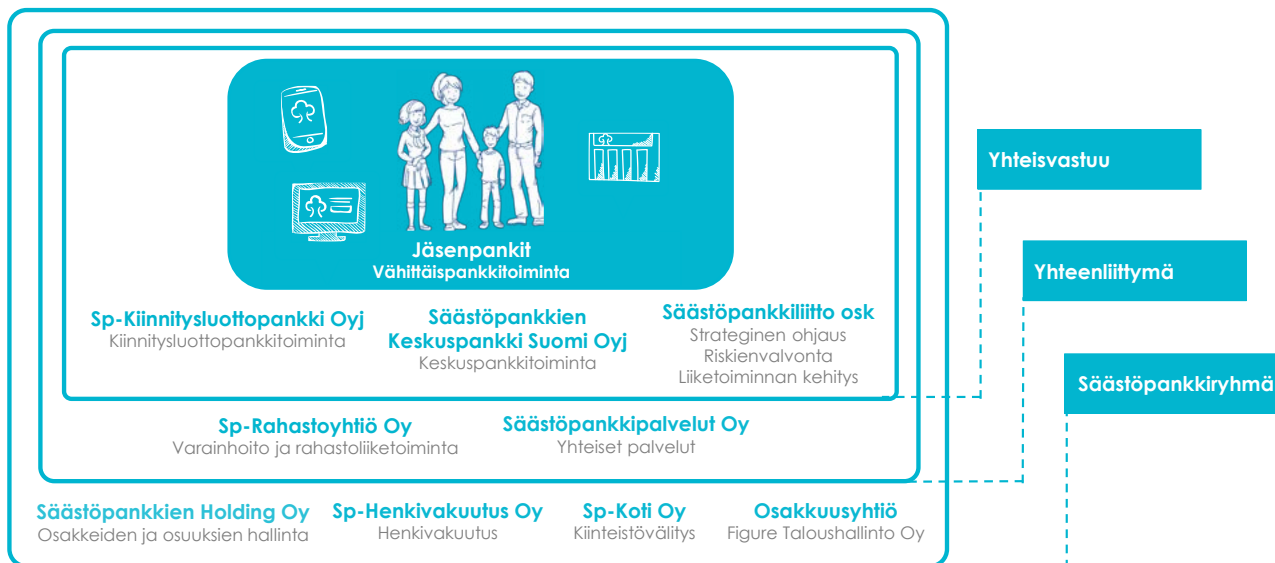 Jäsenpankit
Vähittäispankkitoiminta
Sp-Kiinnitysluottopankki Oyj
Kiinnitysluottopankkitoiminta
Säästöpankkien
Keskuspankki Suomi Oyj
Keskuspankkitoiminta
Säästöpankkiliitto osk
Strateginen ohjaus
Riskienvalvonta
Liiketoiminnan kehitys
Sp-Rahastoyhtiö Oy
Varainhoito ja rahastoliiketoiminta
Säästöpankkipalvelut Oy
Yhteiset palvelut
Säästöpankkien Holding Oy
Osakkeiden ja osuuksien hallinta
Sp-Henkivakuutus Oy
Henkivakuutus
Sp-Koti Oy
Kiinteistövälitys
Osakkuusyhtiö
Figure Taloushallinto Oy
Yhteisvastuu
Yhteenliittymä
Säästöpankkiryhmä